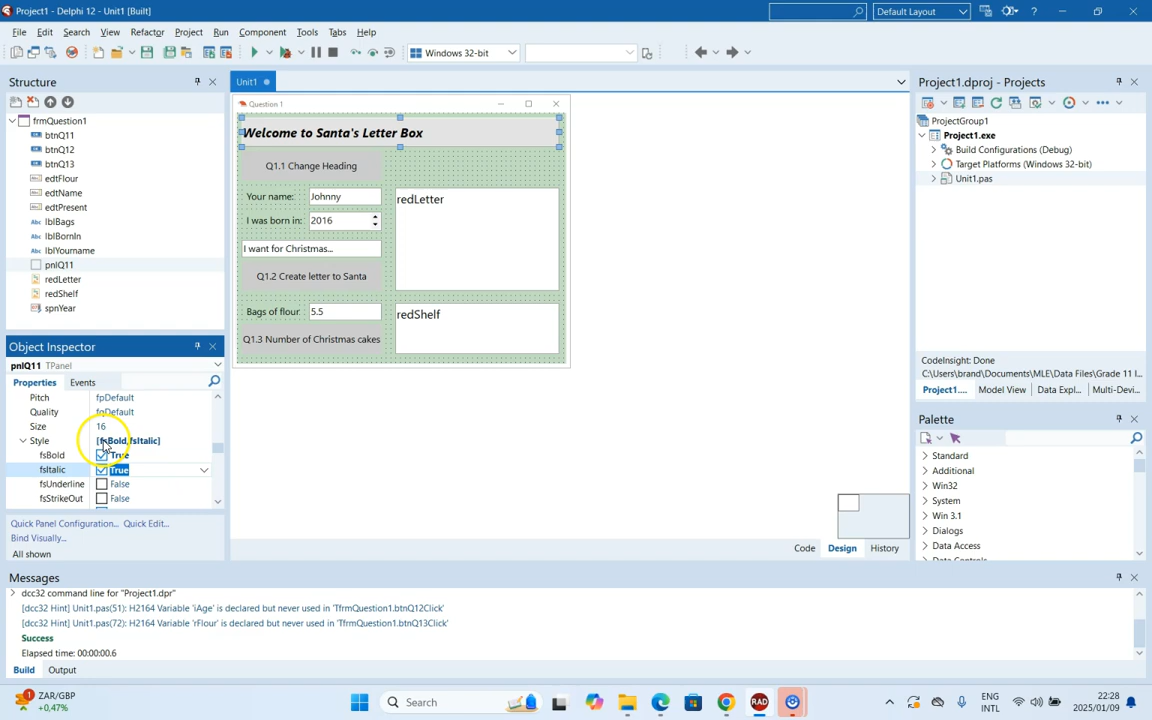 Project1 - Delphi 12 - Unit1 [Built]
Default Layout
File Edit Search View Refactor Project Run Component Tools Tabs Help
Windows 32-bit
Structure
frmQuestion1
btnQ11
btnQ12
btnQ13
edtFlour
edtName
edtPresent
lblBags
lblBornIn
lblYourname
pnlQ11
redLetter
redShelf
spnYear
Object Inspector
pnlQ11 TPanel
Properties Events
Pitch fpDefault
Quality fpDefault
Size 16
Style [fsBold,fsItalic]
fsBold True
fsItalic True
fsUnderline False
fsStrikeOut False
Quick Panel Configuration... Quick Edit...
Bind Visually...
All shown
Unit1
Question 1
Welcome to Santa's Letter Box
Q1.1 Change Heading
Your name: Johnny
I was born in: 2016
I want for Christmas...
Q1.2 Create letter to Santa
redLetter
Bags of flour 5.5
Q1.3 Number of Christmas cakes
redShelf
Code Design History
Project1.dproj - Projects
ProjectGroup1
Project1.exe
Build Configurations (Debug)
Target Platforms (Windows 32-bit)
Unit1.pas
CodeInsight: Done
C:\Users\brand\Documents\MLE\Data Files\Grade 11 I...
Project1.... Model View Data Expl... Multi-Devi...
Palette
Standard
Additional
Win32
System
Win 3.1
Dialogs
Data Access
Messages
dcc32 command line for "Project1.dpr"
[dcc32 Hint] Unit1.pas(51): H2164 Variable 'iAge' is declared but never used in 'TfrmQuestion1.btnQ12Click'
[dcc32 Hint] Unit1.pas(72): H2164 Variable 'rFlour' is declared but never used in 'TfrmQuestion1.btnQ13Click'
Success
Elapsed time: 00:00:00.6
Build Output
ZAR/GBP
+0,47%
Search
RAD
ENG
INTL
22:28
2025/01/09